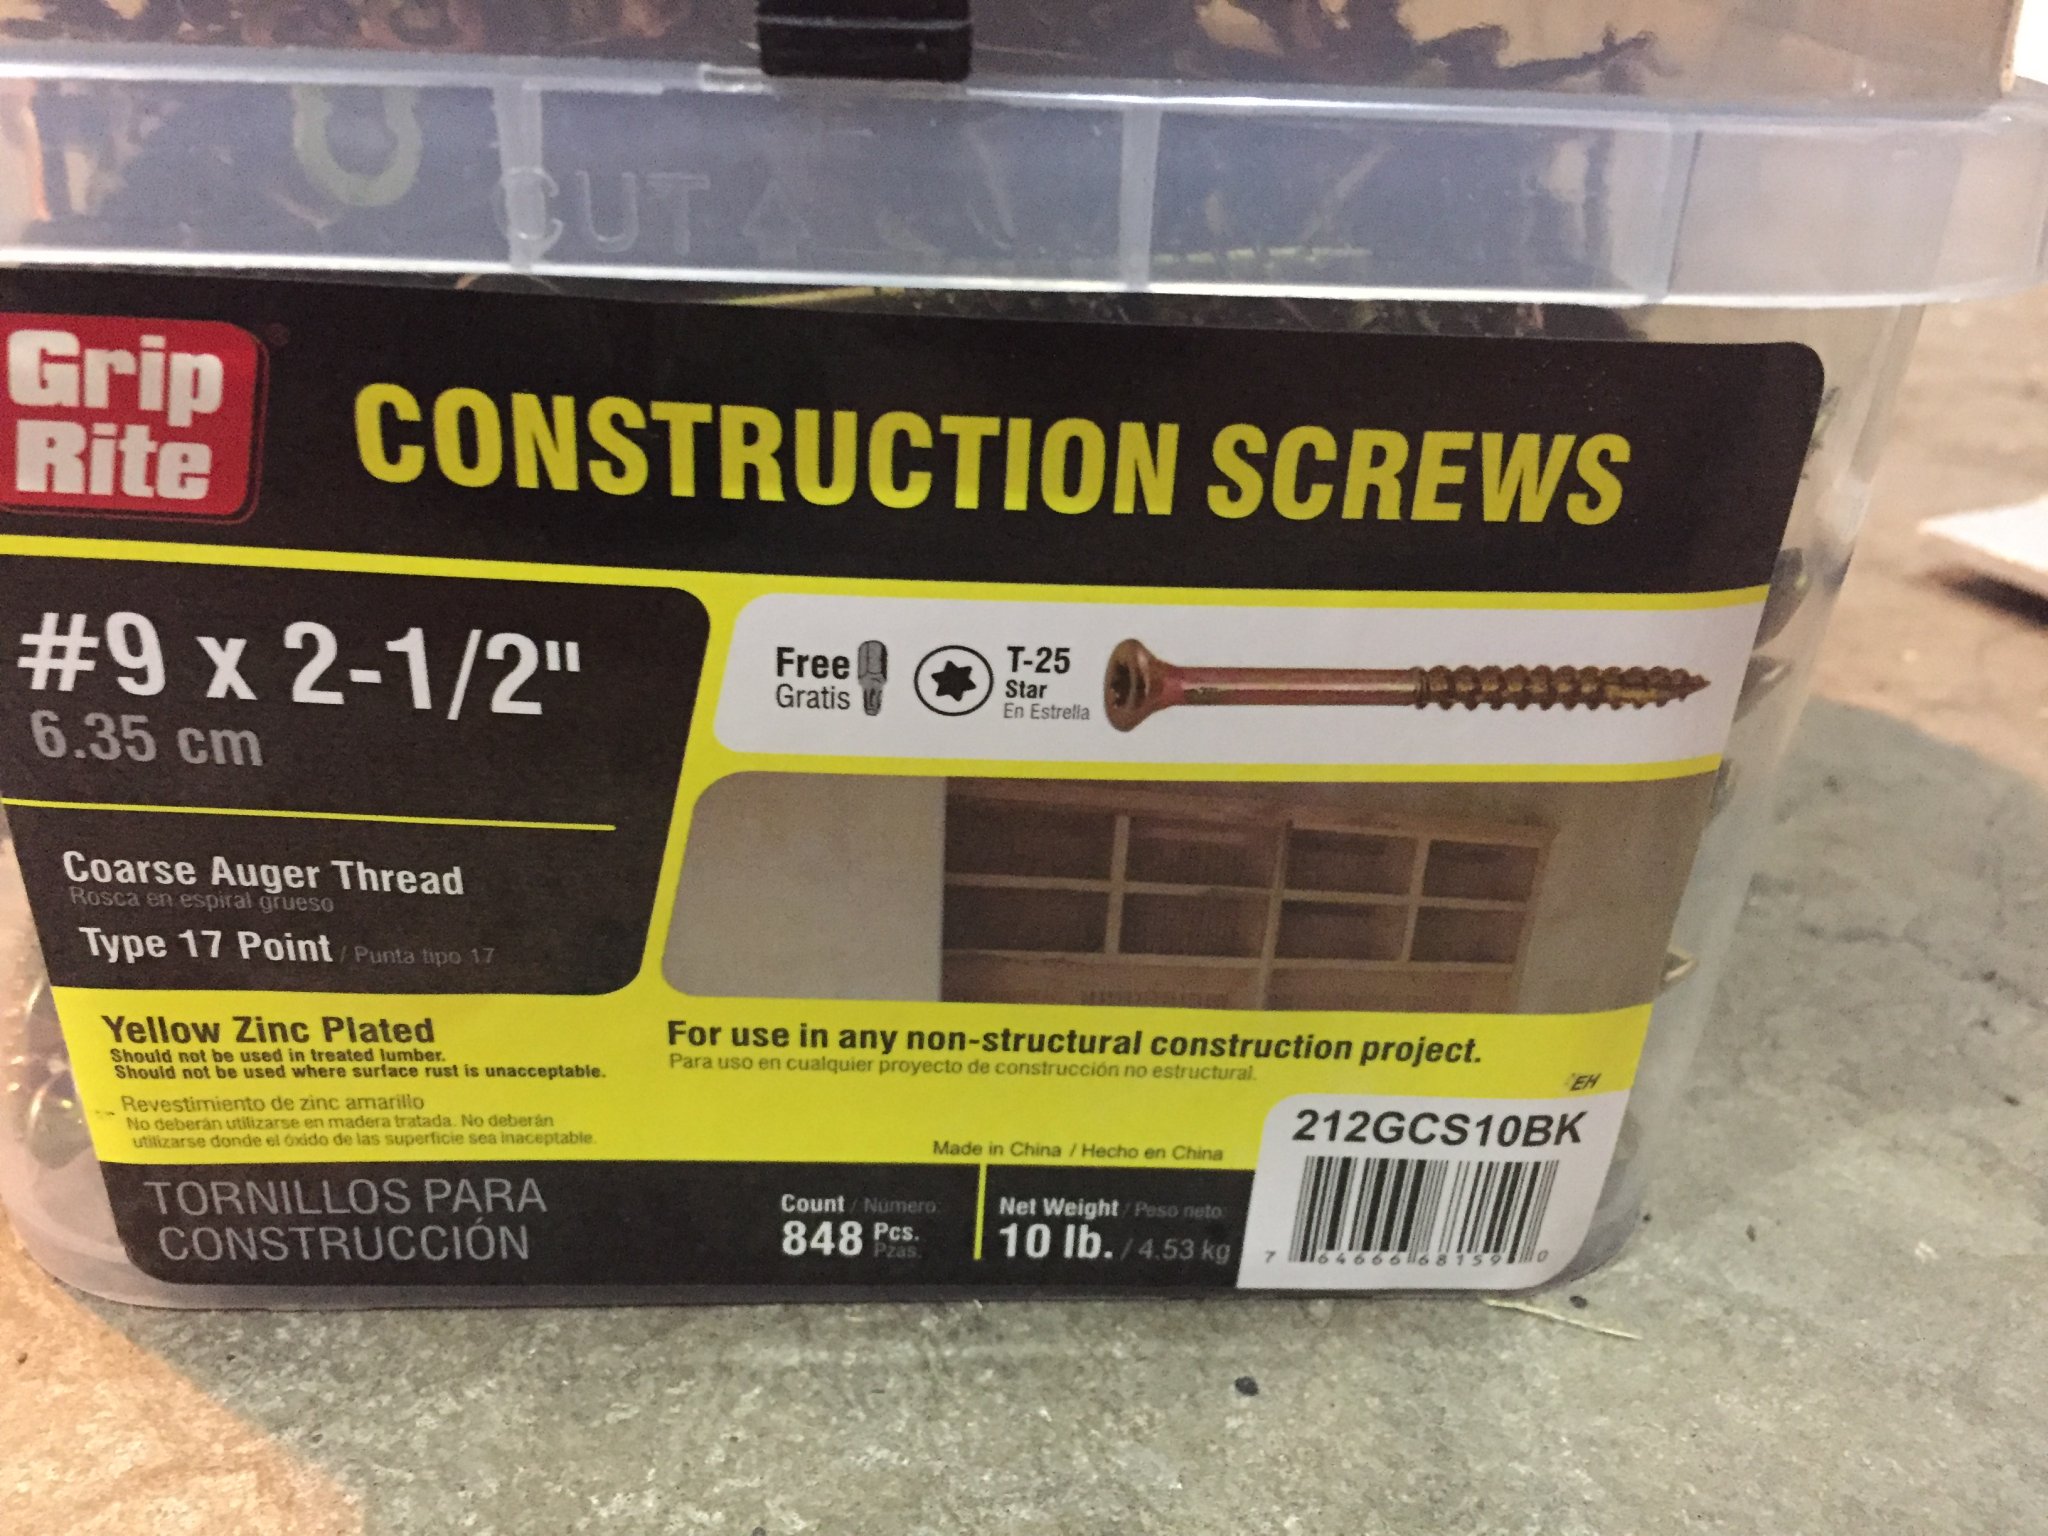 CUT
Grip
Rite
CONSTRUCTION SCREWS
#9 x 2-1/2"
6.35 cm
Free
Gratis
T-25
Star
En Estrella
Coarse Auger Thread
Rosca en espiral grueso
Type 17 Point / Punta tipo 17
Yellow Zinc Plated
Should not be used in treated lumber.
Should not be used where surface rust is unacceptable.
Revestimiento de zinc amarillo
No deberán utilizarse en madera tratada. No deberán
utilizarse donde el óxido de las superficie sea inaceptable.
For use in any non-structural construction project.
Para uso en cualquier proyecto de construcción no estructural.
EH
Made in China / Hecho en China
TORNILLOS PARA
CONSTRUCCIÓN
Count / Número:
848 Pcs.
Pzas.
Net Weight / Peso neto:
10 lb. / 4.53 kg
212GCS10BK
7 64666 68159 0